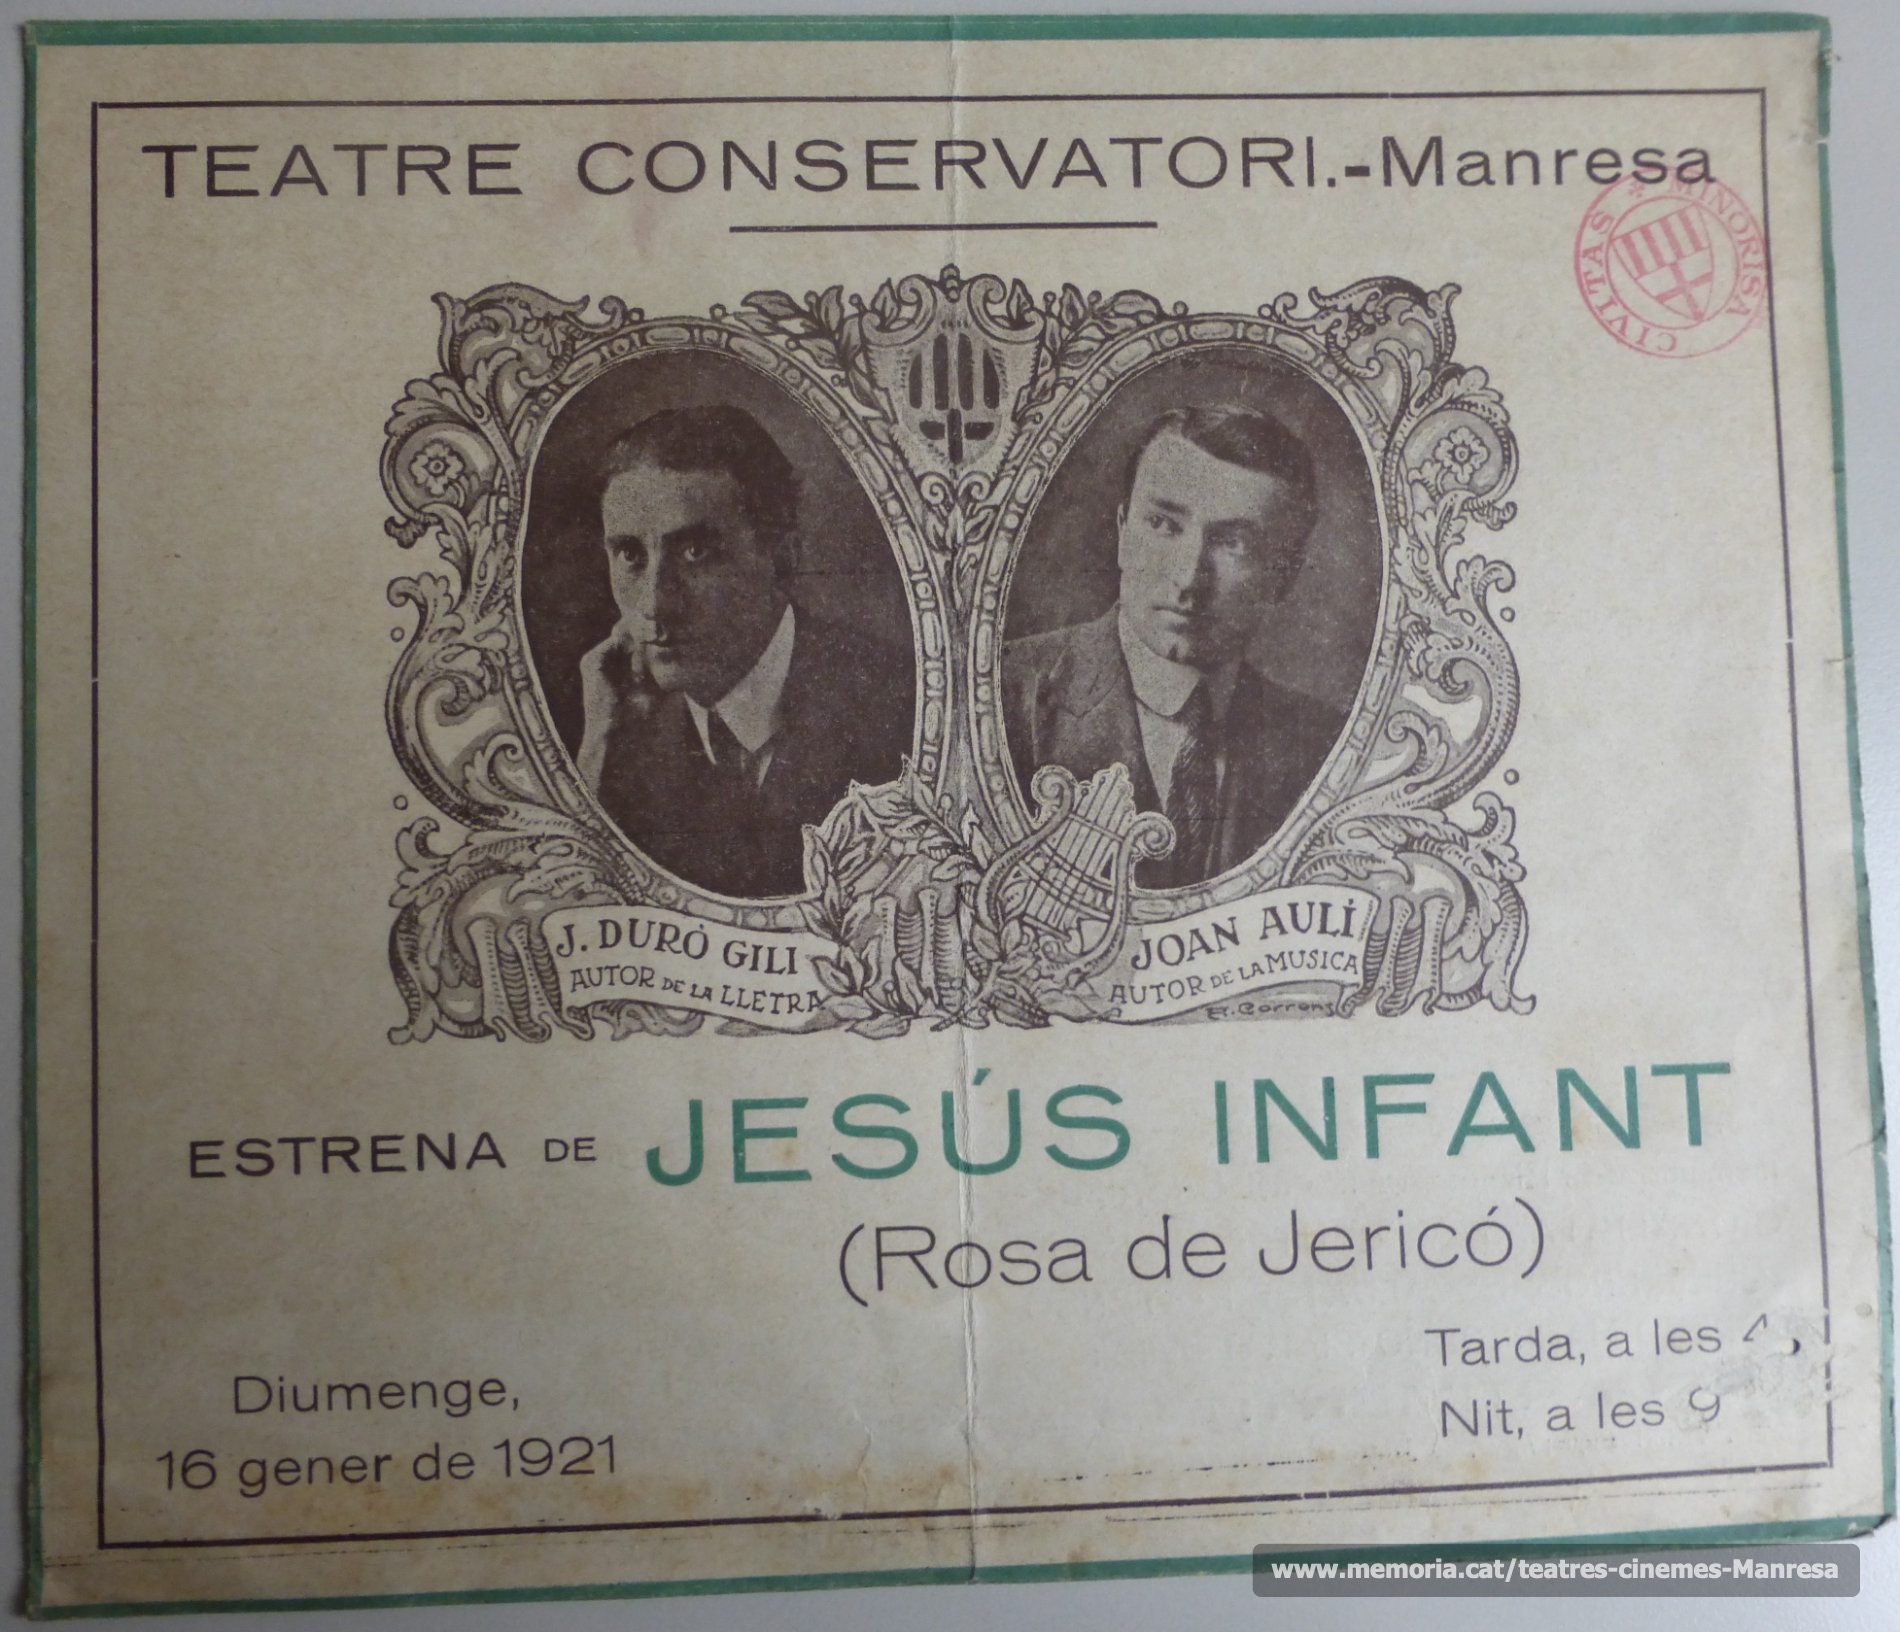 TEATRE CONSERVATORI.-Manresa
CIVITAS * MINORISA
J. DURÓ GILI
AUTOR DE LA LLETRA
JOAN AULÍ
AUTOR DE LA MUSICA
ESTRENA DE JESÚS INFANT
(Rosa de Jericó)
Diumenge,
16 gener de 1921
Tarda, a les
Nit, a les 9
www.memoria.cat/teatres-cinemes-Manresa